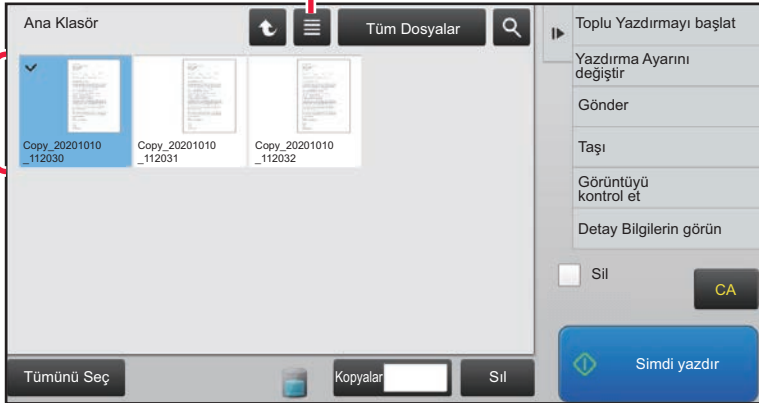 Ana Klasör
Tüm Dosyalar
Copy_20201010
_112030
Copy_20201010
_112031
Copy_20201010
_112032
Toplu Yazdırmayı başlat
Yazdırma Ayarını
değiştir
Gönder
Taşı
Görüntüyü
kontrol et
Detay Bilgilerin görün
Sil
CA
Tümünü Seç
Kopyalar
Sıl
Simdi yazdır